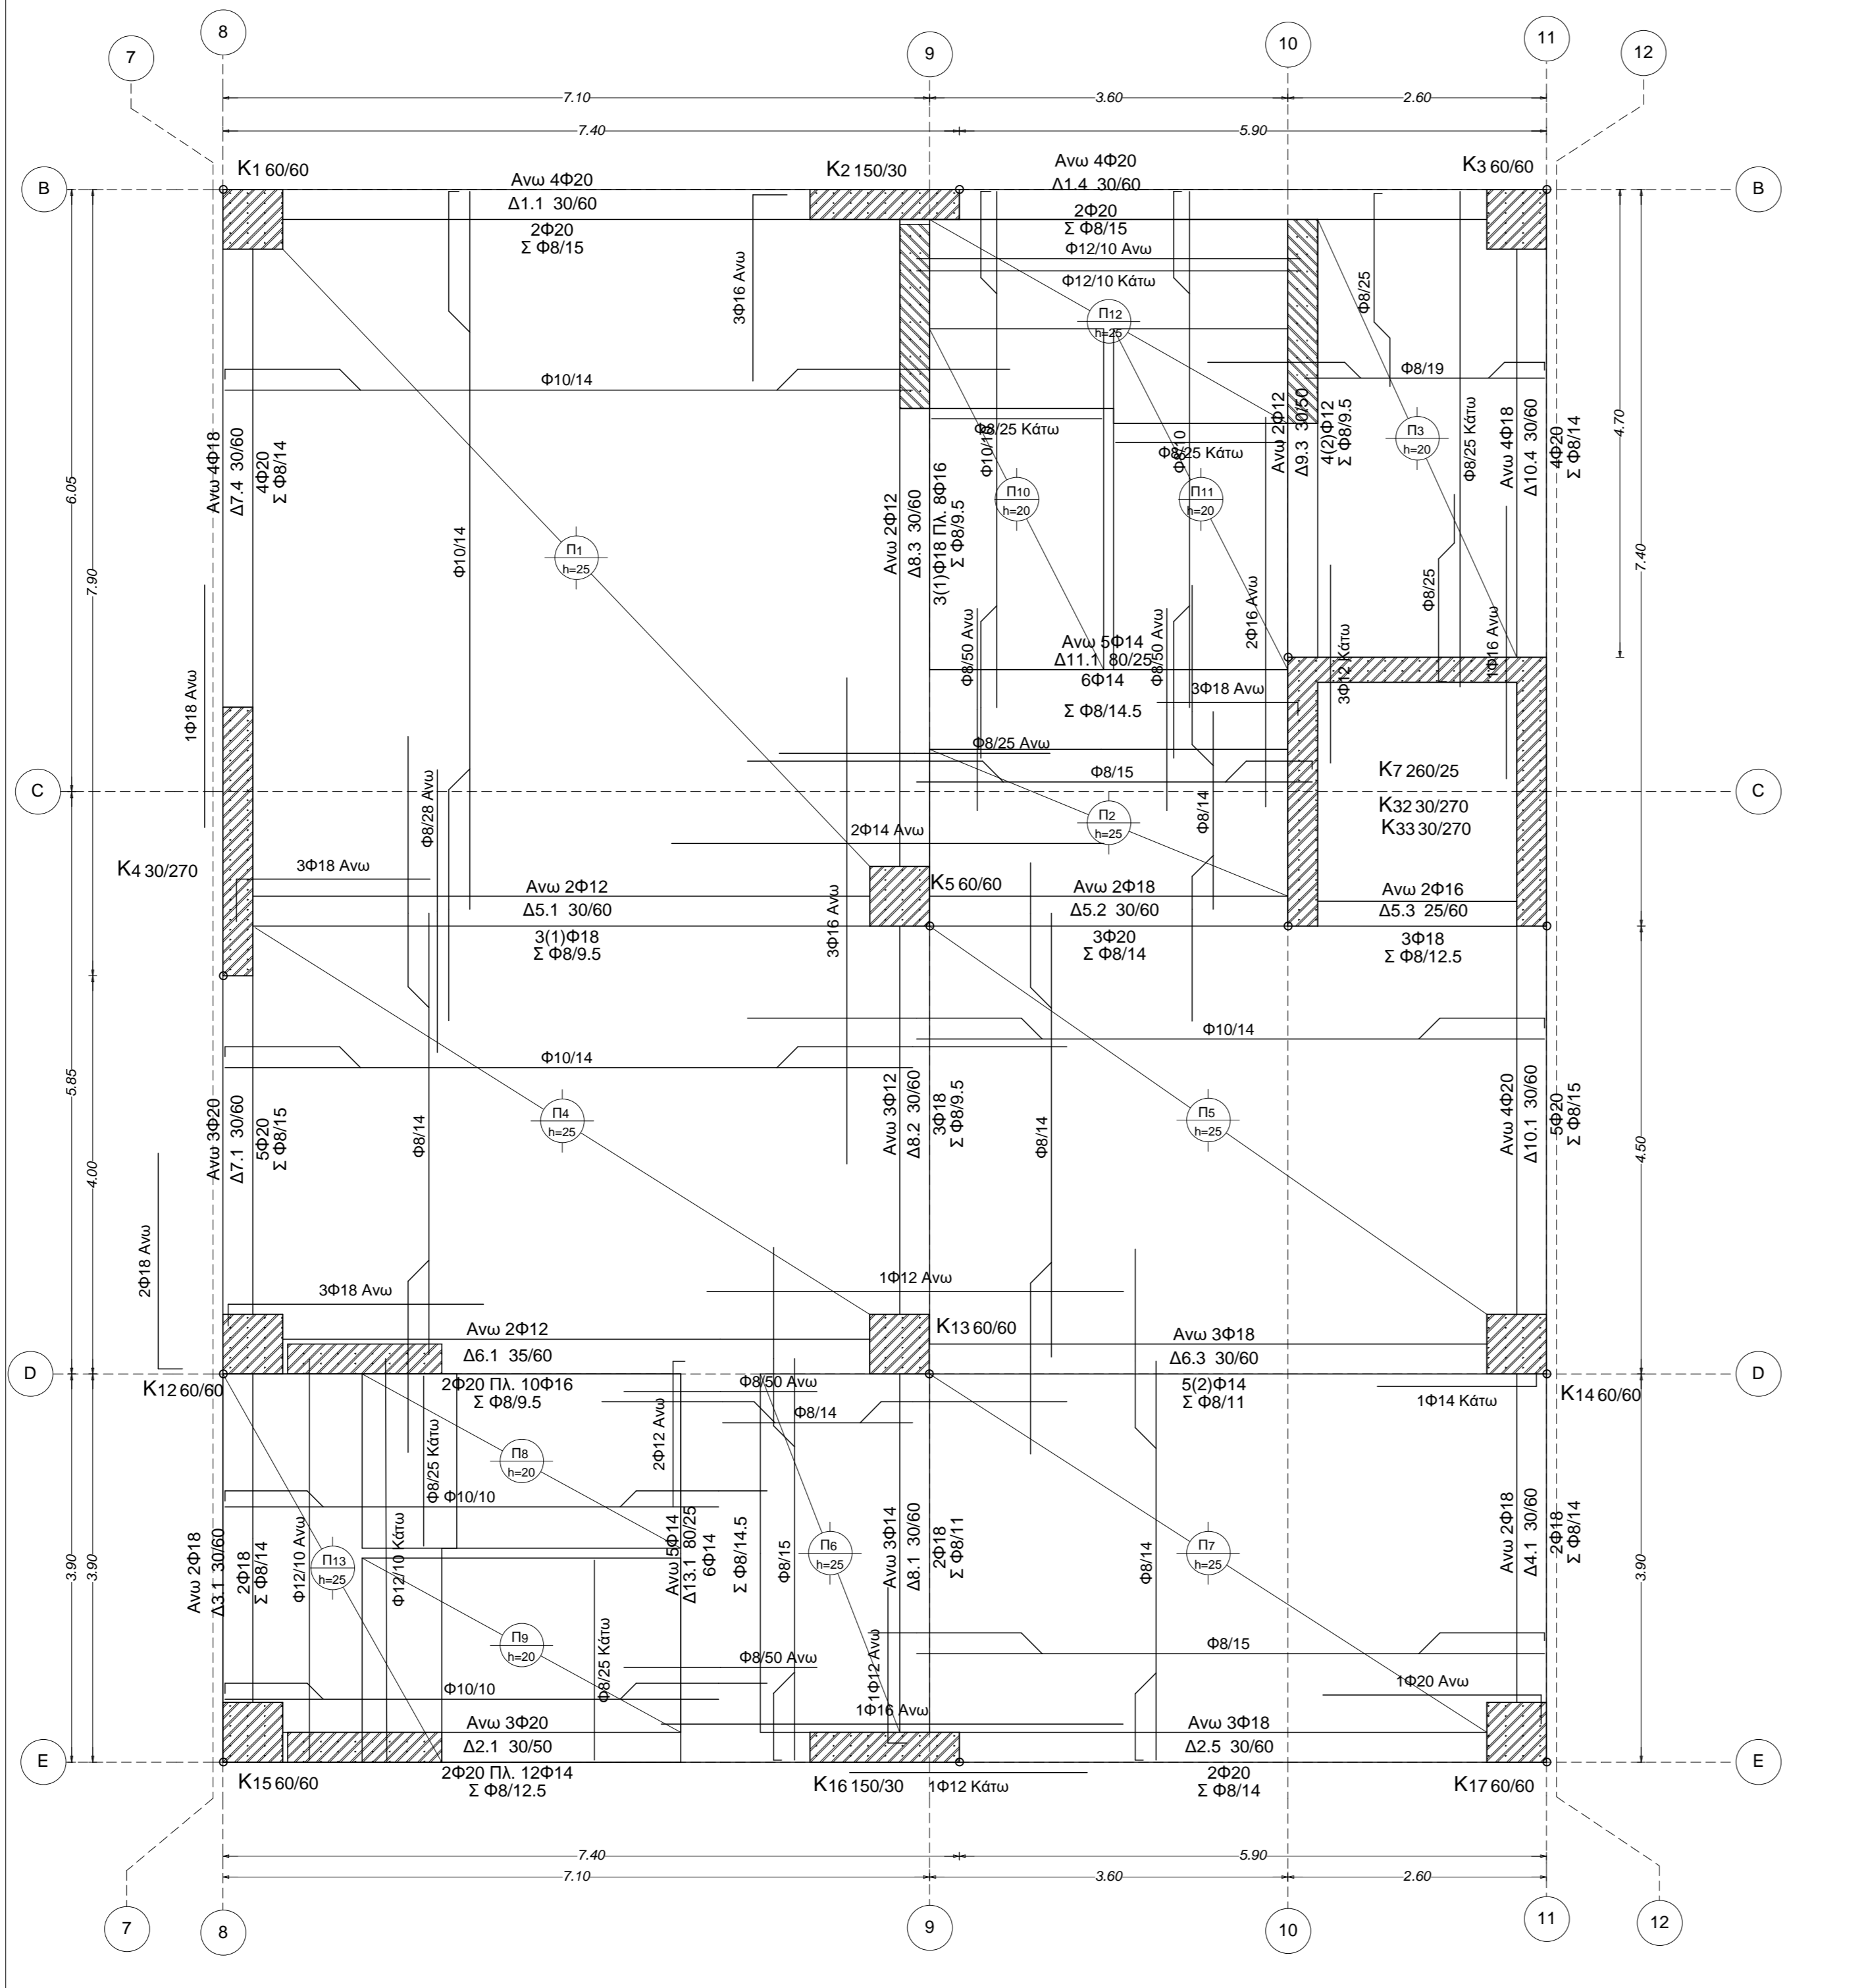 8
9
10
11
7
12
7.10
3.60
2.60
7.40
5.90
K1 60/60
K2 150/30
K3 60/60
B
B
Ανω 4Φ20
Δ1.1 30/60
2Φ20
Σ Φ8/15
Ανω 4Φ20
Δ1.4 30/60
2Φ20
Σ Φ8/15
Φ12/10 Ανω
Φ12/10 Κάτω
3Φ16 Ανω
Φ8/25
Π12
h=25
Φ10/14
Φ8/19
Ανω 4Φ18
Δ7.4 30/60
4Φ20
Σ Φ8/14
6.05
7.90
Φ10/14
Π1
h=25
Φ8/25 Κάτω
Φ10/10
Φ8/10
Φ8/25 Κάτω
Π10
h=20
Π11
h=20
Ανω 2Φ12
Δ8.3 30/60
3(1)Φ18 Πλ. 8Φ16
Σ Φ8/9.5
Ανω 2Φ12
Δ9.3 30/50
4(2)Φ12
Σ Φ8/9.5
Π3
h=20
Φ8/25 Κάτω
Ανω 4Φ18
Δ10.4 30/60
4Φ20
Σ Φ8/14
4.70
7.40
Φ8/25
1Φ18 Ανω
Φ8/50 Ανω
Φ8/50 Ανω
2Φ16 Ανω
3Φ12 Κάτω
1Φ16 Ανω
Ανω 5Φ14
Δ11.1 80/25
6Φ14
Σ Φ8/14.5
3Φ18 Ανω
Φ8/25 Ανω
Φ8/15
Φ8/28 Ανω
C
C
K7 260/25
K32 30/270
K33 30/270
Π2
h=25
Φ8/14
2Φ14 Ανω
K4 30/270
3Φ18 Ανω
3Φ16 Ανω
Ανω 2Φ12
Δ5.1 30/60
3(1)Φ18
Σ Φ8/9.5
K5 60/60
Ανω 2Φ18
Δ5.2 30/60
3Φ20
Σ Φ8/14
Ανω 2Φ16
Δ5.3 25/60
3Φ18
Σ Φ8/12.5
Φ10/14
Φ10/14
5.85
4.00
Ανω 3Φ20
Δ7.1 30/60
5Φ20
Σ Φ8/15
Φ8/14
Π4
h=25
Ανω 3Φ12
Δ8.2 30/60
3Φ18
Σ Φ8/9.5
Φ8/14
Π5
h=25
Ανω 4Φ20
Δ10.1 30/60
5Φ20
Σ Φ8/15
4.50
2Φ18 Ανω
3Φ18 Ανω
1Φ12 Ανω
Ανω 2Φ12
Δ6.1 35/60
2Φ20 Πλ. 10Φ16
Σ Φ8/9.5
K13 60/60
Ανω 3Φ18
Δ6.3 30/60
5(2)Φ14
Σ Φ8/11
D
D
K12 60/60
K14 60/60
Φ8/50 Ανω
Φ8/14
1Φ14 Κάτω
Φ8/25 Κάτω
2Φ12 Ανω
Π8
h=20
Φ10/10
3.90
3.90
Ανω 2Φ18
Δ3.1 30/60
2Φ18
Σ Φ8/14
Φ12/10 Ανω
Π13
h=25
Φ12/10 Κάτω
Ανω 5Φ14
Δ13.1 80/25
6Φ14
Σ Φ8/14.5
Φ8/15
Π6
h=25
Ανω 3Φ14
Δ8.1 30/60
2Φ18
Σ Φ8/11
Φ8/14
Π7
h=25
Ανω 2Φ18
Δ4.1 30/60
2Φ18
Σ Φ8/14
3.90
Π9
h=20
Φ8/25 Κάτω
Φ8/50 Ανω
1Φ12 Ανω
Φ8/15
Φ10/10
1Φ20 Ανω
1Φ16 Ανω
Ανω 3Φ20
Δ2.1 30/50
2Φ20 Πλ. 12Φ14
Σ Φ8/12.5
Ανω 3Φ18
Δ2.5 30/60
2Φ20
Σ Φ8/14
E
E
K15 60/60
K16 150/30
1Φ12 Κάτω
K17 60/60
7.40
5.90
7.10
3.60
2.60
7
8
9
10
11
12